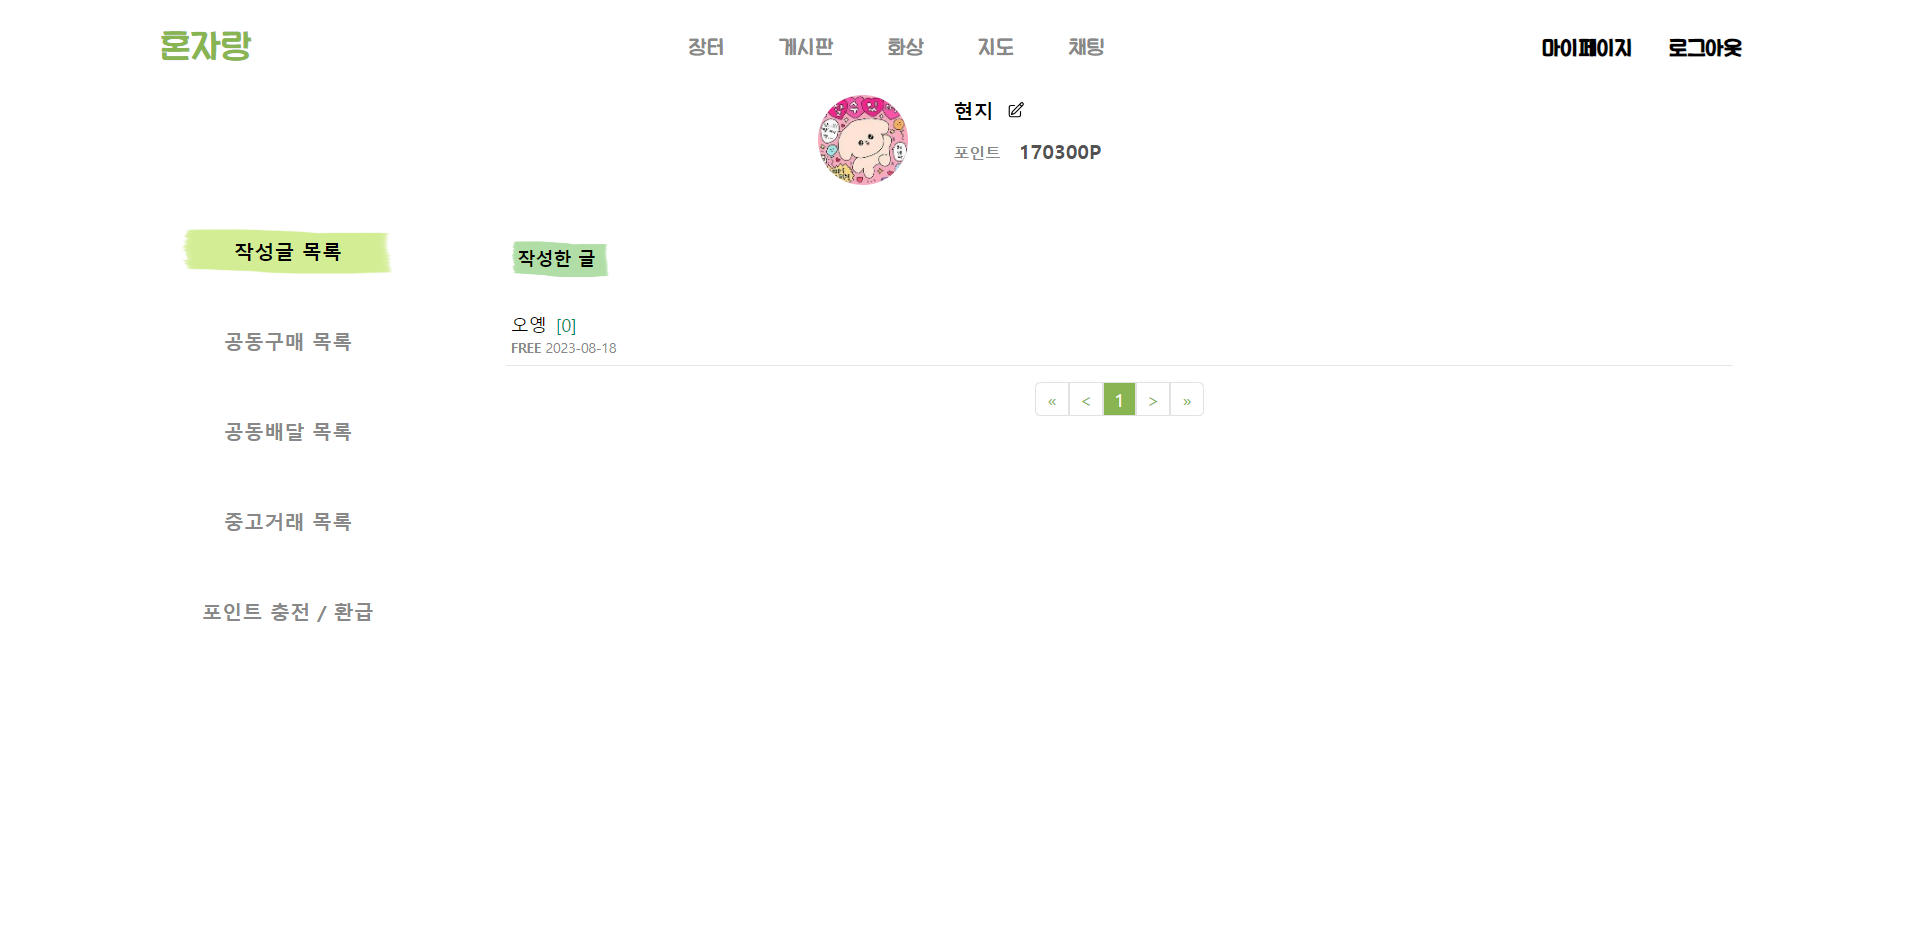 혼자랑
장터 게시판 화상 지도 채팅
마이페이지 로그아웃
현지
포인트 170300P
작성글 목록
공동구매 목록
공동배달 목록
중고거래 목록
포인트 충전 / 환급
작성한 글
오옝 [0]
FREE 2023-08-18
« < 1 > »